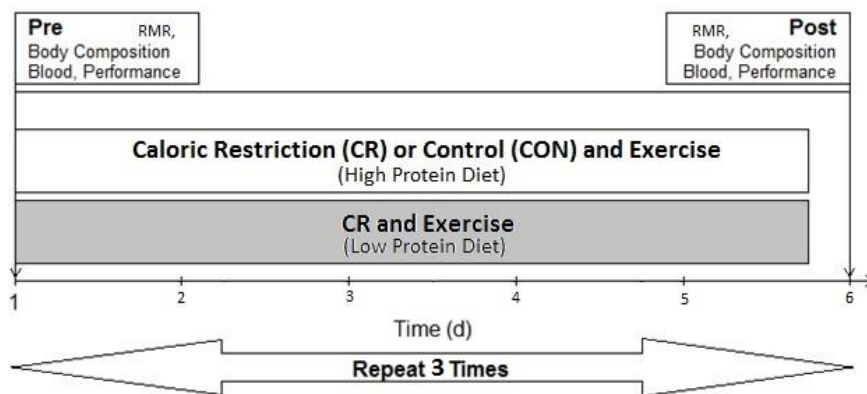 Pre RMR,
Body Composition
Blood, Performance
RMR, Post
Body Composition
Blood, Performance
Caloric Restriction (CR) or Control (CON) and Exercise
(High Protein Diet)
CR and Exercise
(Low Protein Diet)
1 2 3 4 5 6
Time (d)
Repeat 3 Times